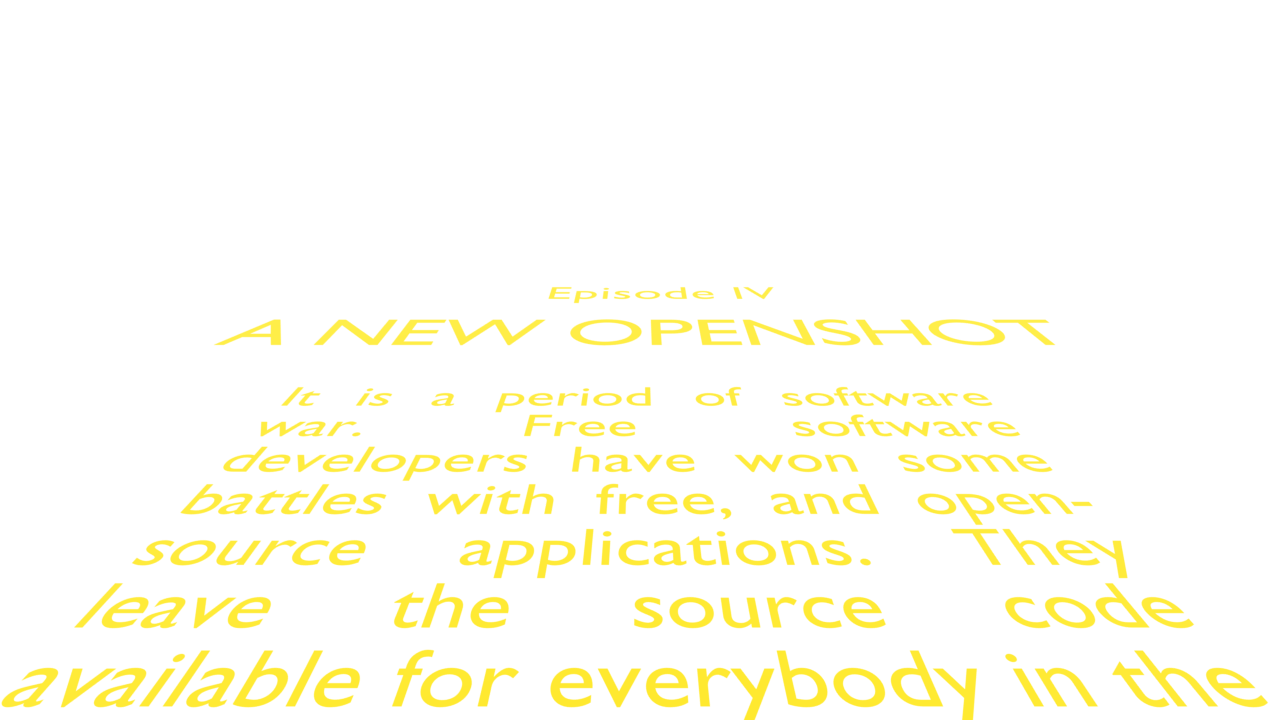 Episode IV
A NEW OPENSHOT
It is a period of software
war. Free software
developers have won some
battles with free, and open-
source applications. They
leave the source code
available for everybody in the